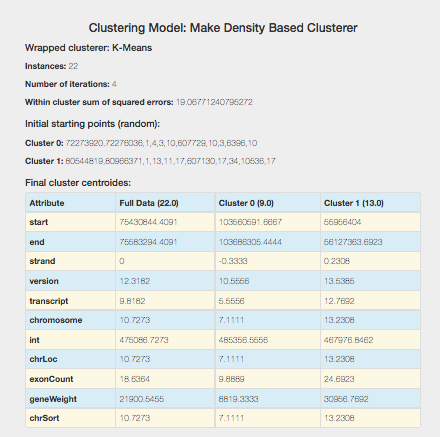 Clustering Model: Make Density Based Clusterer
Wrapped clusterer: K-Means
Instances: 22
Number of iterations: 4
Within cluster sum of squared errors: 19.06771240795272
Initial starting points (random):
Cluster 0: 72273920,72276036,1,4,3,10,607729,10,3,6396,10
Cluster 1: 80544819,80966371,1,13,11,17,607130,17,34,10536,17
Final cluster centroides:
Attribute Full Data (22.0) Cluster 0 (9.0) Cluster 1 (13.0)
start 75430844.4091 103560591.6667 55956404
end 75583294.4091 103686305.4444 56127363.6923
strand 0 -0.3333 0.2308
version 12.3182 10.5556 13.5385
transcript 9.8182 5.5556 12.7692
chromosome 10.7273 7.1111 13.2308
int 475086.7273 485356.5556 467976.8462
chrLoc 10.7273 7.1111 13.2308
exonCount 18.6364 9.8889 24.6923
geneWeight 21900.5455 8819.3333 30956.7692
chrSort 10.7273 7.1111 13.2308